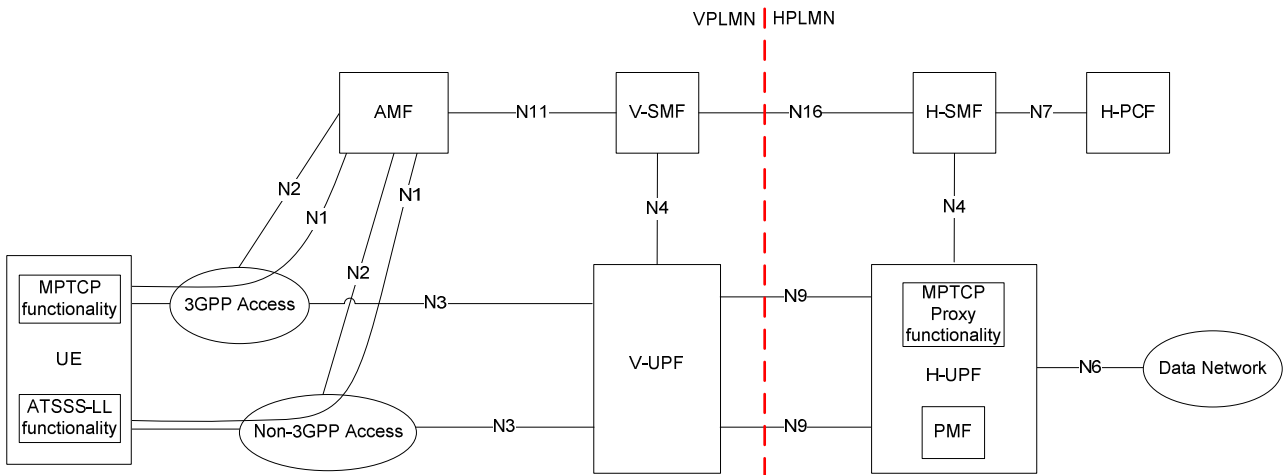 VPLMN HPLMN
AMF
N11
V-SMF
N16
H-SMF
N7
H-PCF
N2
N1
N1
N2
N4
N4
MPTCP
functionality
UE
ATSSS-LL
functionality
3GPP Access
Non-3GPP Access
N3
N3
V-UPF
N9
N9
MPTCP
Proxy
functionality
H-UPF
PMF
N6
Data Network